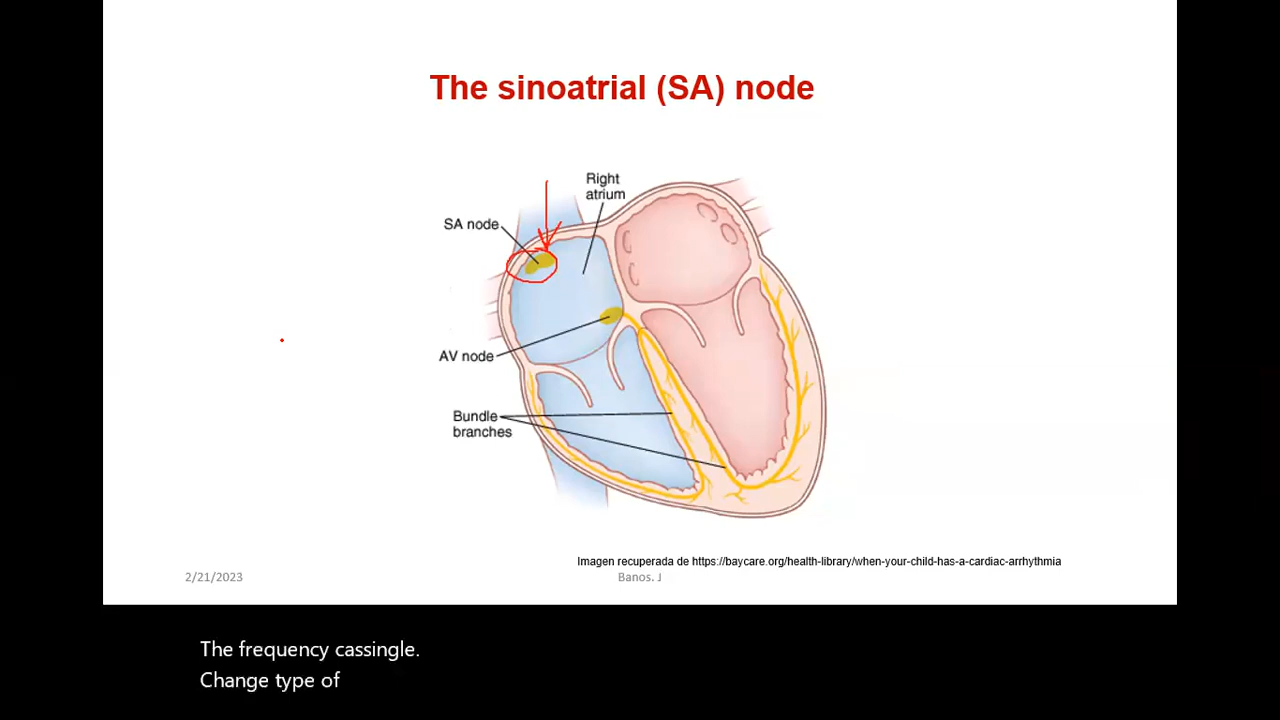 The sinoatrial (SA) node
Right
atrium
SA node
AV node
Bundle
branches
Imagen recuperada de https://baycare.org/health-library/when-your-child-has-a-cardiac-arrhythmia
2/21/2023
Banos. J
The frequency cassingle.
Change type of